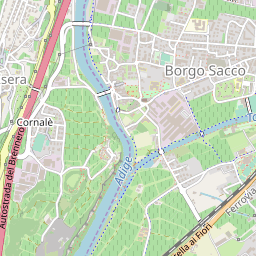 Borgo Sacco
sera
Cornalè
Autostrada del Brennero
Adige
Ferrovia
ella ai Fiori